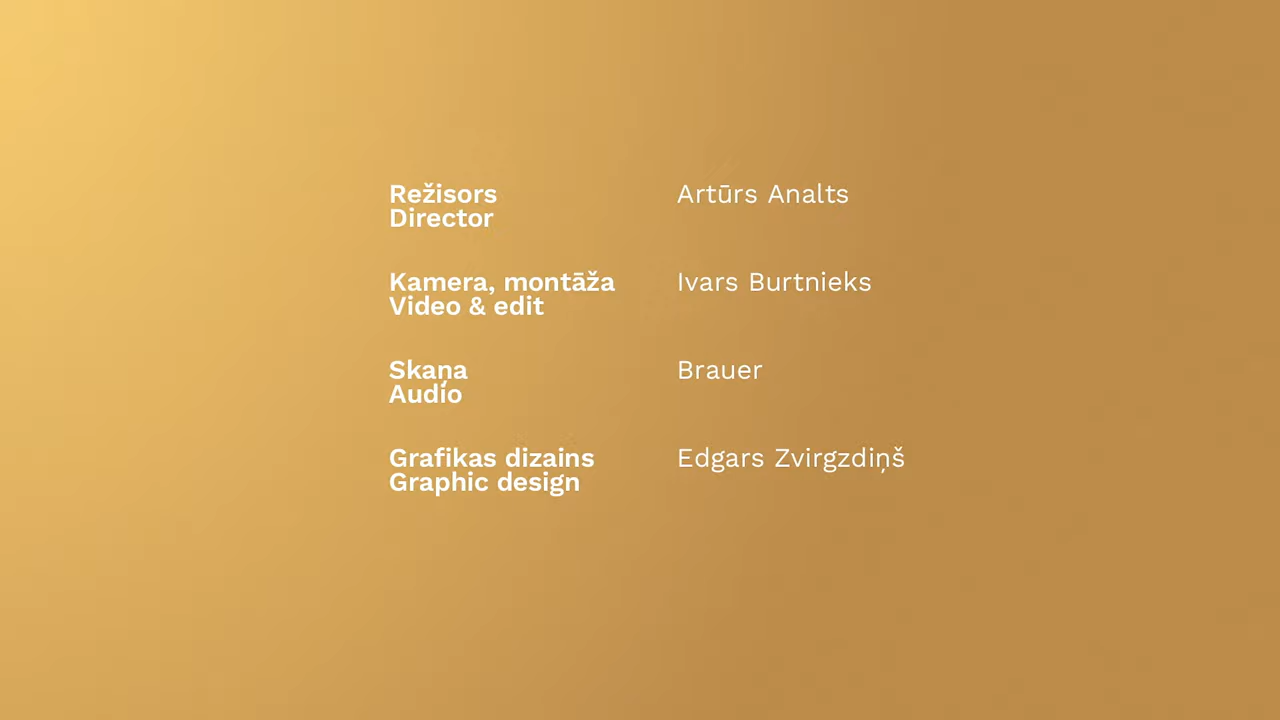 Režisors
Director
Artūrs Analts
Kamera, montāža
Video & edit
Ivars Burtnieks
Skaņa
Audio
Brauer
Grafikas dizains
Graphic design
Edgars Zvirgzdiņš